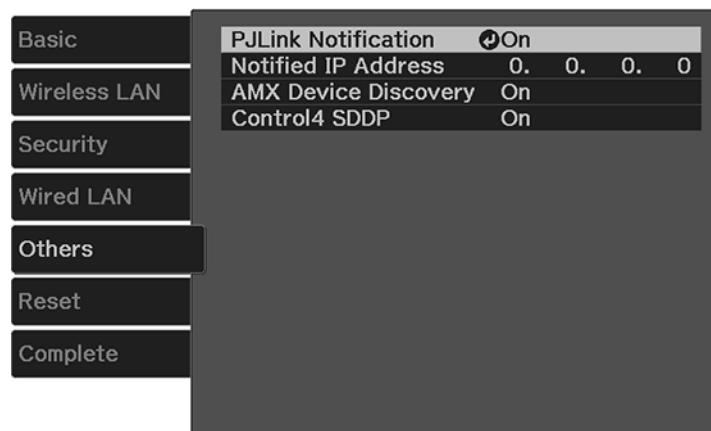 Basic
Wireless LAN
Security
Wired LAN
Others
Reset
Complete
PJLink Notification On
Notified IP Address 0. 0. 0. 0
AMX Device Discovery On
Control4 SDDP On